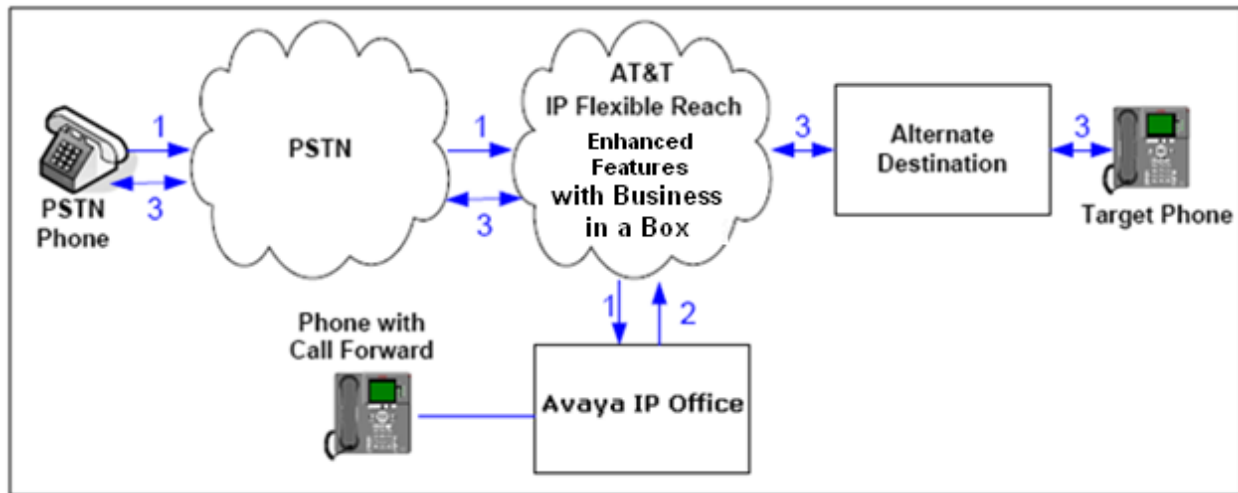 AT&T
IP Flexible Reach
Enhanced
Features
with Business
in a Box
PSTN
Alternate
Destination
1
1
3
3
3
3
PSTN
Phone
Target Phone
1
2
Phone with
Call Forward
Avaya IP Office